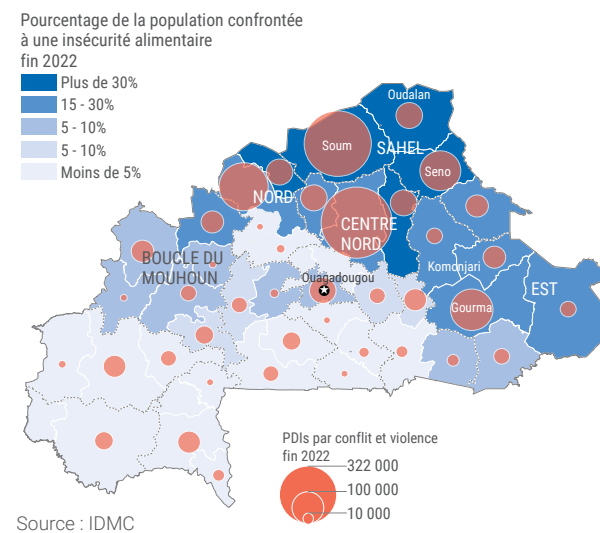 Pourcentage de la population confrontée
à une insécurité alimentaire
fin 2022
Plus de 30%
15 - 30%
5 - 10%
5 - 10%
Moins de 5%
Oudalan
Soum
SAHEL
Seno
NORD
CENTRE
NORD
BOUCLE DU
MOUHOUN
Ouagadougou
Komonjari
EST
Gourma
PDIs par conflit et violence
fin 2022
322 000
100 000
10 000
Source : IDMC